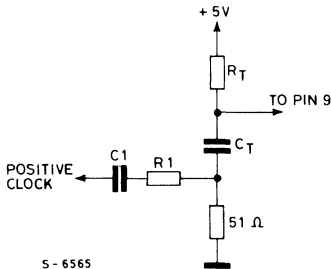 +5V
RT
TO PIN 9
CT
C1
R1
POSITIVE
CLOCK
51 Ω
S-6565